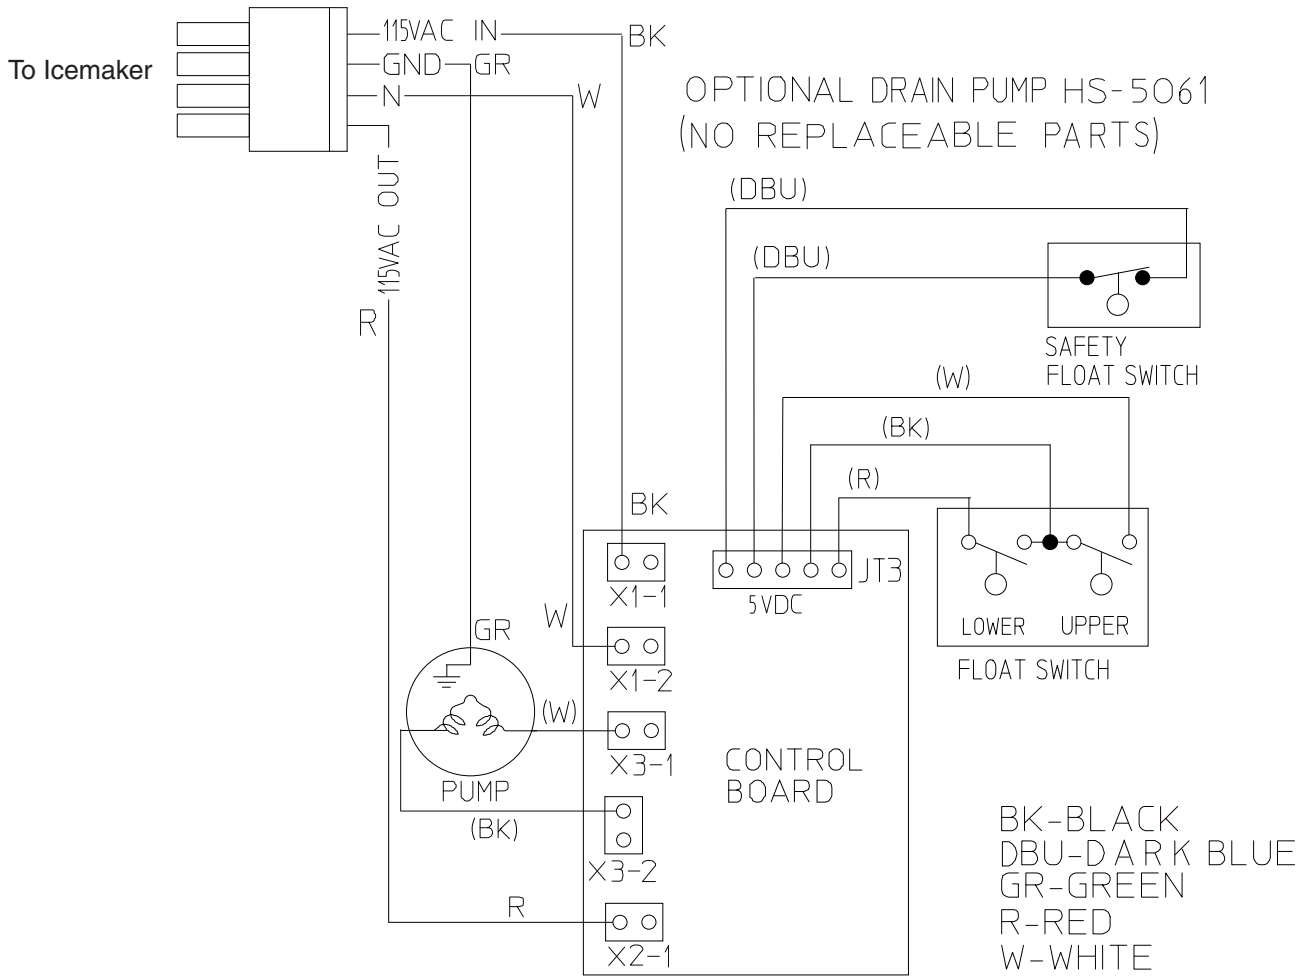 115VAC IN
BK
GND
GR
To Icemaker
N
W
OPTIONAL DRAIN PUMP HS-5061
(NO REPLACEABLE PARTS)
115VAC OUT
R
(DBU)
(DBU)
SAFETY
FLOAT SWITCH
(W)
(BK)
(R)
BK
X1-1
JT3
5VDC
W
GR
LOWER
UPPER
FLOAT SWITCH
X1-2
(W)
X3-1
PUMP
(BK)
CONTROL
BOARD
X3-2
R
X2-1
BK-BLACK
DBU-DARK BLUE
GR-GREEN
R-RED
W-WHITE